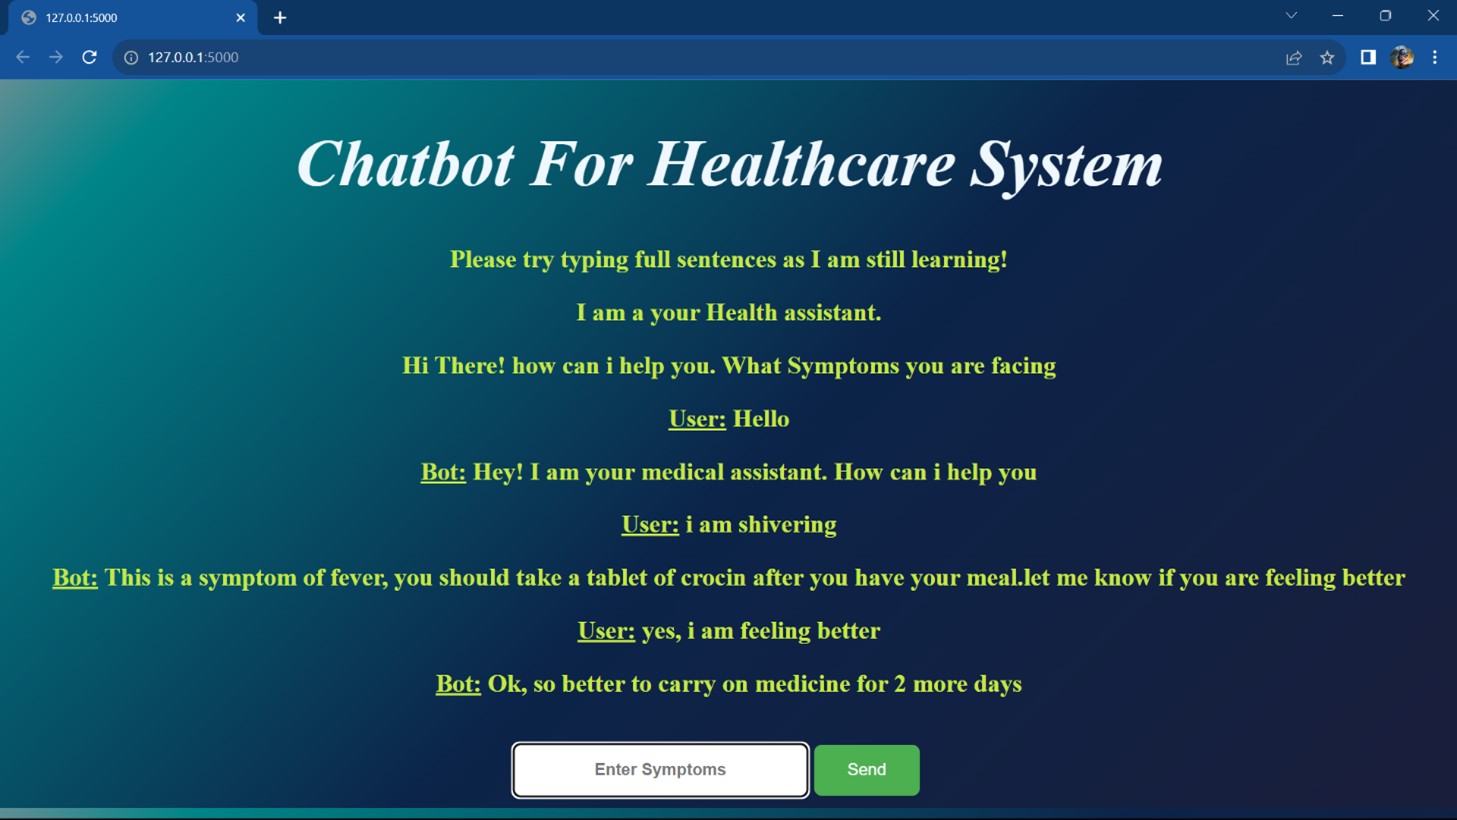 127.0.0.1:5000
127.0.0.1:5000
Chatbot For Healthcare System
Please try typing full sentences as I am still learning!
I am a your Health assistant.
Hi There! how can i help you. What Symptoms you are facing
User: Hello
Bot: Hey! I am your medical assistant. How can i help you
User: i am shivering
Bot: This is a symptom of fever, you should take a tablet of crocin after you have your meal.let me know if you are feeling better
User: yes, i am feeling better
Bot: Ok, so better to carry on medicine for 2 more days
Enter Symptoms Send